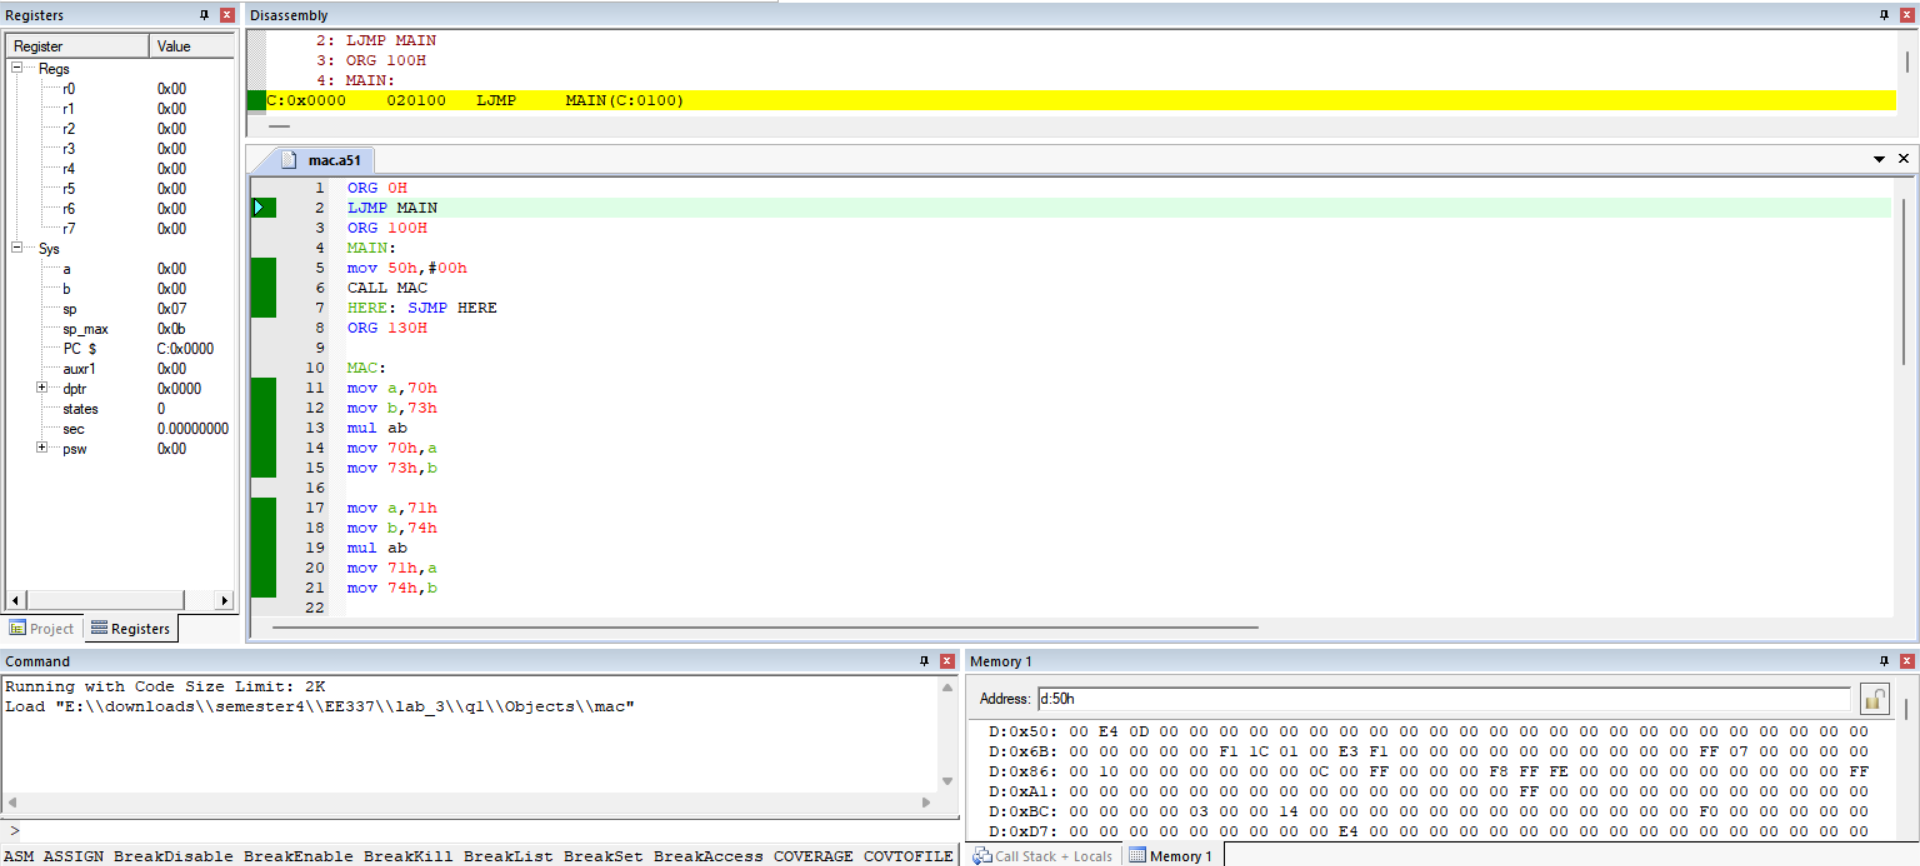 Registers
Register Value
Regs
r0 0x00
r1 0x00
r2 0x00
r3 0x00
r4 0x00
r5 0x00
r6 0x00
r7 0x00
Sys
a 0x00
b 0x00
sp 0x07
sp_max 0x0b
PC $ C:0x0000
auxr1 0x00
dptr 0x0000
states 0
sec 0.00000000
psw 0x00
Project Registers
Disassembly
2: LJMP MAIN
3: ORG 100H
4: MAIN:
C:0x0000 020100 LJMP MAIN(C:0100)
mac.a51
1 ORG 0H
2 LJMP MAIN
3 ORG 100H
4 MAIN:
5 mov 50h,#00h
6 CALL MAC
7 HERE: SJMP HERE
8 ORG 130H
9
10 MAC:
11 mov a,70h
12 mov b,73h
13 mul ab
14 mov 70h,a
15 mov 73h,b
16
17 mov a,71h
18 mov b,74h
19 mul ab
20 mov 71h,a
21 mov 74h,b
22
Command
Running with Code Size Limit: 2K
Load "E:\\downloads\\semester4\\EE337\\lab_3\\q1\\Objects\\mac"
>
ASM ASSIGN BreakDisable BreakEnable BreakKill BreakList BreakSet BreakAccess COVERAGE COVTOFILE
Memory 1
Address: d:50h
D:0x50: 00 E4 0D 00 00 00 00 00 00 00 00 00 00 00 00 00 00 00 00 00 00 00 00 00 00 00 00
D:0x6B: 00 00 00 00 00 F1 1C 01 00 E3 F1 00 00 00 00 00 00 00 00 00 00 FF 07 00 00 00 00
D:0x86: 00 10 00 00 00 00 00 00 0C 00 FF 00 00 00 F8 FF FE 00 00 00 00 00 00 00 00 00 FF
D:0xA1: 00 00 00 00 00 00 00 00 00 00 00 00 00 00 00 FF 00 00 00 00 00 00 00 00 00 00 00
D:0xBC: 00 00 00 00 03 00 00 14 00 00 00 00 00 00 00 00 00 00 00 00 00 F0 00 00 00 00 00
D:0xD7: 00 00 00 00 00 00 00 00 00 E4 00 00 00 00 00 00 00 00 00 00 00 00 00 00 00 00 00
Call Stack + Locals Memory 1